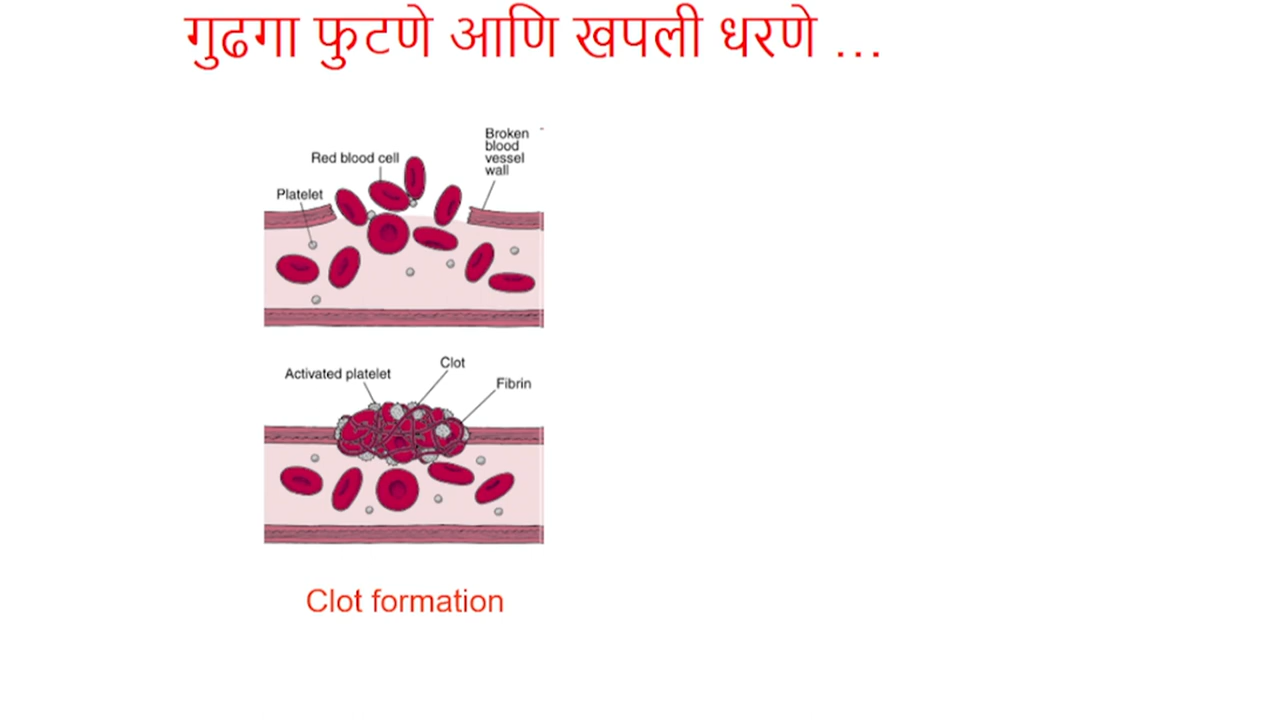 गुढगा फुटणे आणि खपली धरणे ...
Broken
blood
vessel
wall
Red blood cell
Platelet
Clot
Activated platelet
Fibrin
Clot formation